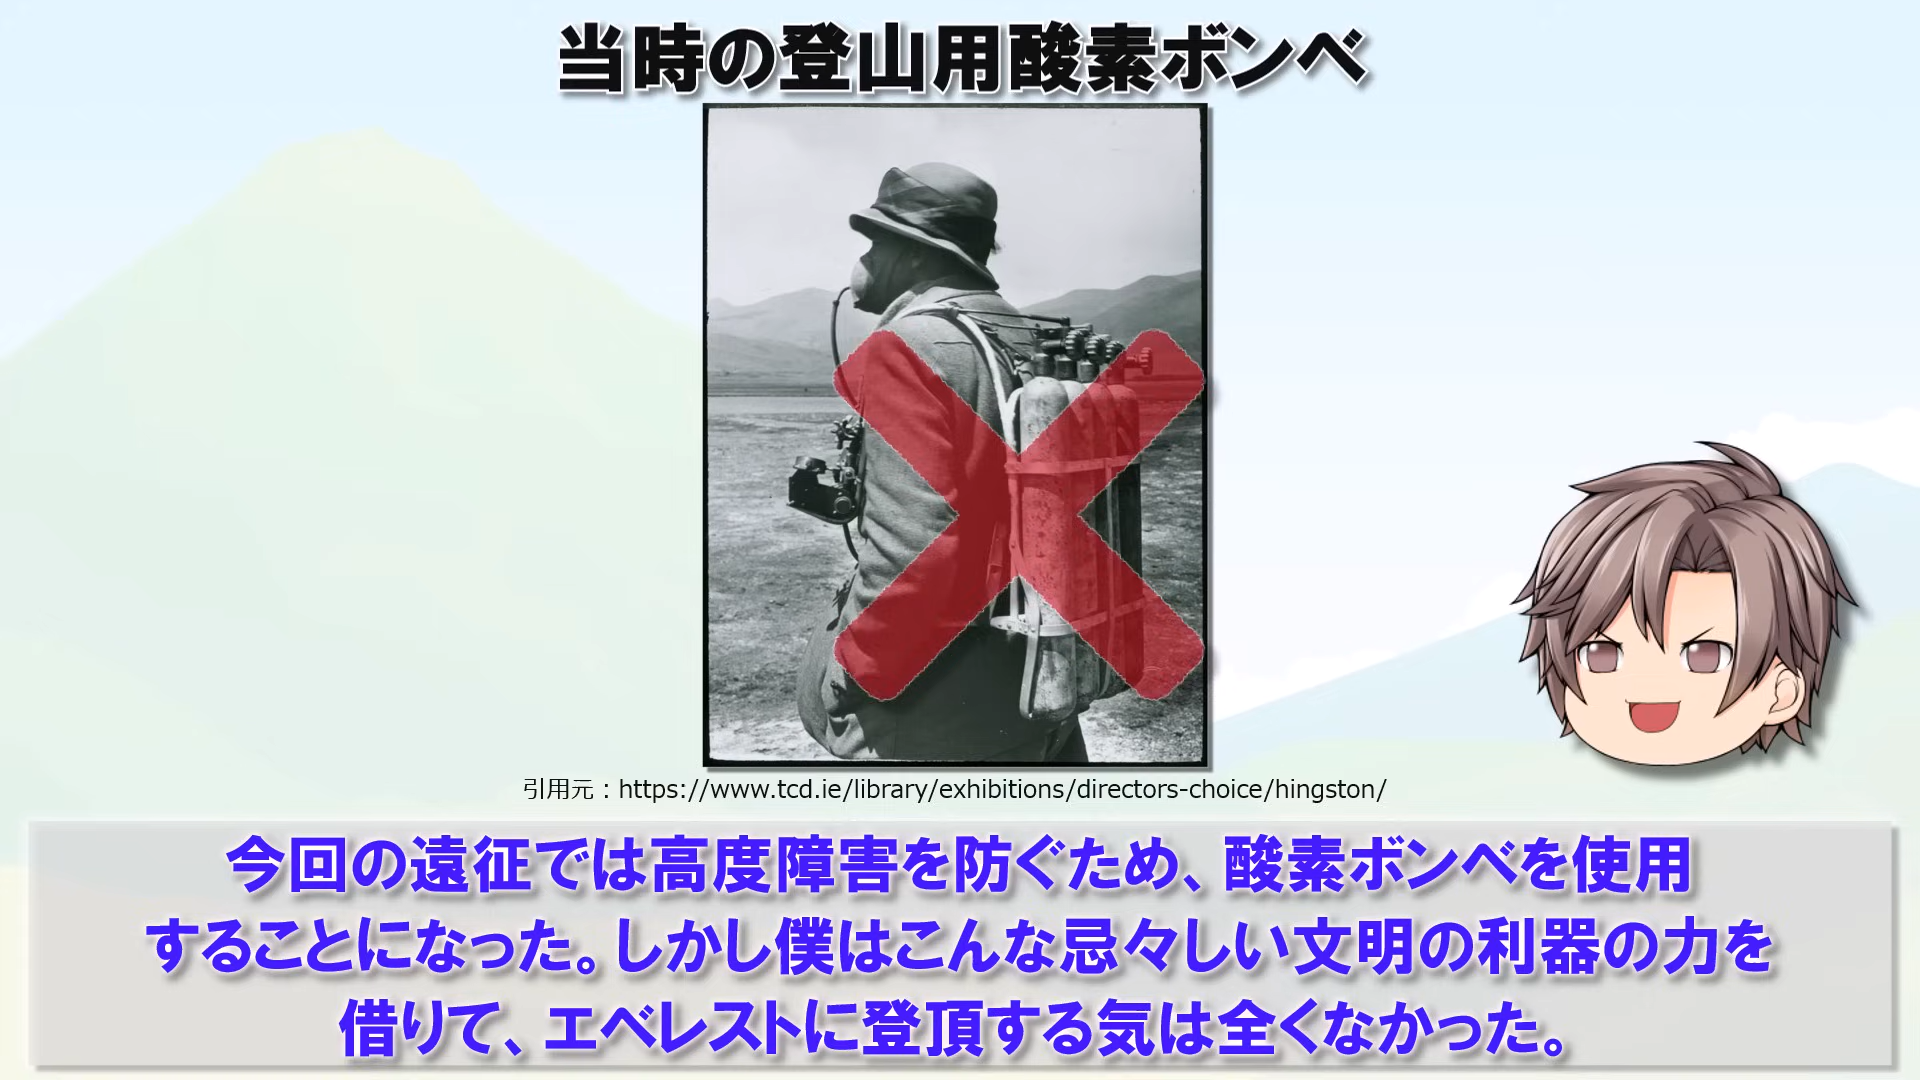 当時の登山用酸素ボンベ
引用元：https://www.tcd.ie/library/exhibitions/directors-choice/hingston/
今回の遠征では高度障害を防ぐため、酸素ボンベを使用
することになった。しかし僕はこんな忌々しい文明の利器の力を
借りて、エベレストに登頂する気は全くなかった。